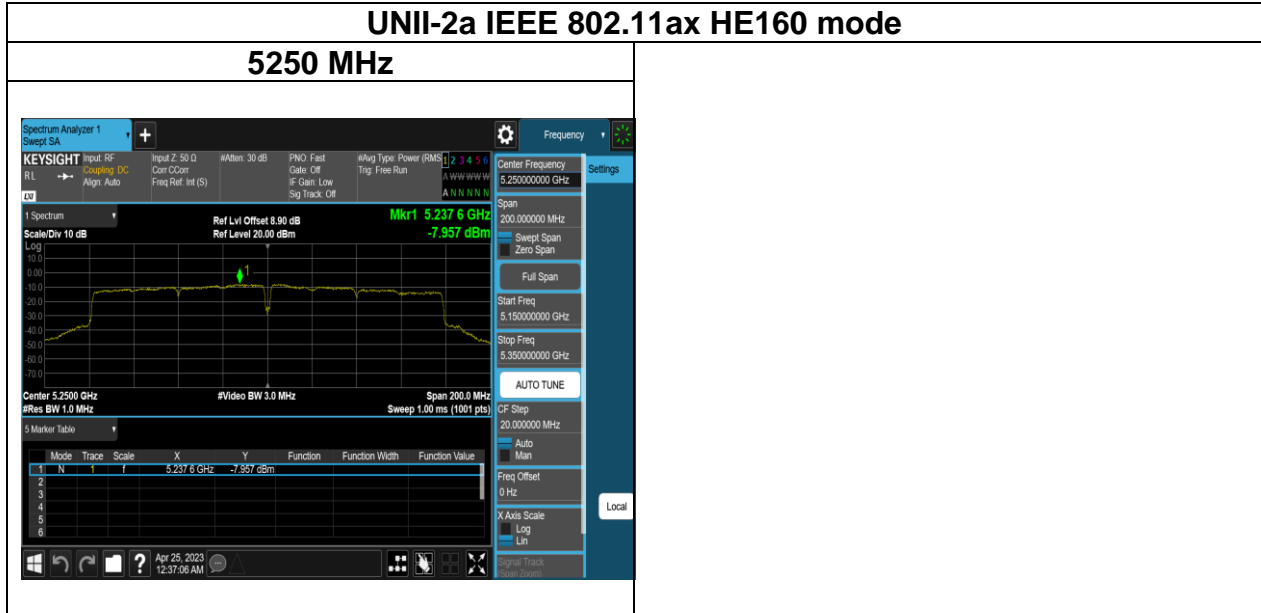 UNII-2a IEEE 802.11ax HE160 mode
5250 MHz
Spectrum Analyzer 1
Swept SA
+
Frequency
KEYSIGHT
RL
LXI
Input: RF
Coupling: DC
Align: Auto
Input Z: 50 Ω
Corr CCorr
Freq Ref: Int (S)
#Atten: 30 dB
PNO: Fast
Gate: Off
IF Gain: Low
Sig Track: Off
#Avg Type: Power (RMS
Trig: Free Run
1 2 3 4 5 6
A W W W W W
A N N N N N
1 Spectrum
Scale/Div 10 dB
Log
Ref Lvl Offset 8.90 dB
Ref Level 20.00 dBm
Mkr1 5.237 6 GHz
-7.957 dBm
10.0
0.00
-10.0
-20.0
-30.0
-40.0
-50.0
-60.0
-70.0
1
Center 5.2500 GHz
#Res BW 1.0 MHz
#Video BW 3.0 MHz
Span 200.0 MHz
Sweep 1.00 ms (1001 pts)
5 Marker Table
Mode Trace Scale X Y Function Function Width Function Value
1 N 1 f 5.237 6 GHz -7.957 dBm
2
3
4
5
6
Center Frequency
5.250000000 GHz
Span
200.000000 MHz
Swept Span
Zero Span
Full Span
Start Freq
5.150000000 GHz
Stop Freq
5.350000000 GHz
AUTO TUNE
CF Step
20.000000 MHz
Auto
Man
Freq Offset
0 Hz
X Axis Scale
Log
Lin
Signal Track
(Span Zoom)
Settings
Local
?
Apr 25, 2023
12:37:06 AM